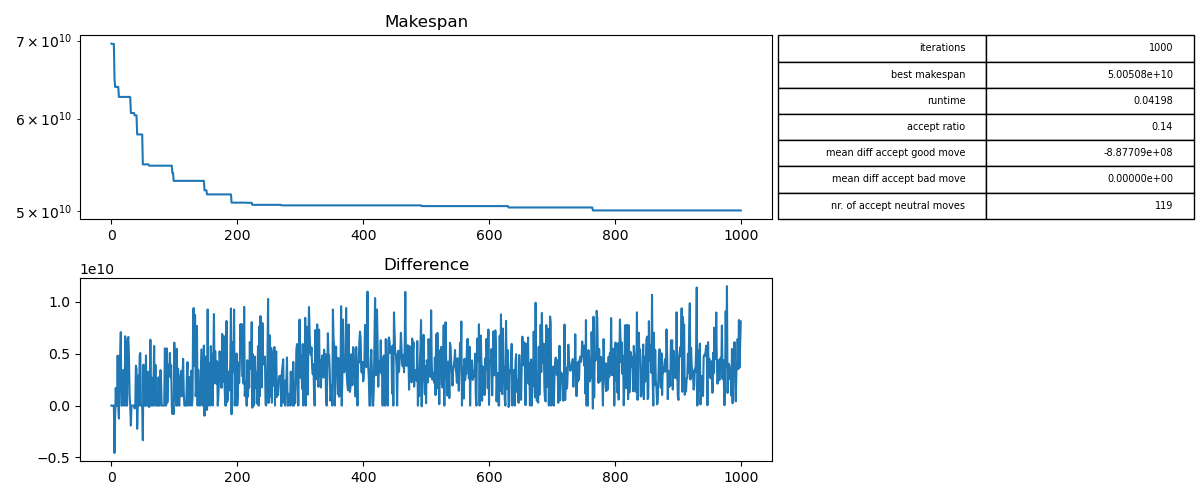 Makespan
7 × 10^10
6 × 10^10
5 × 10^10
0 200 400 600 800 1000
iterations 1000
best makespan 5.00508e+10
runtime 0.04198
accept ratio 0.14
mean diff accept good move -8.87709e+08
mean diff accept bad move 0.00000e+00
nr. of accept neutral moves 119
Difference
1e10
1.0
0.5
0.0
−0.5
0 200 400 600 800 1000